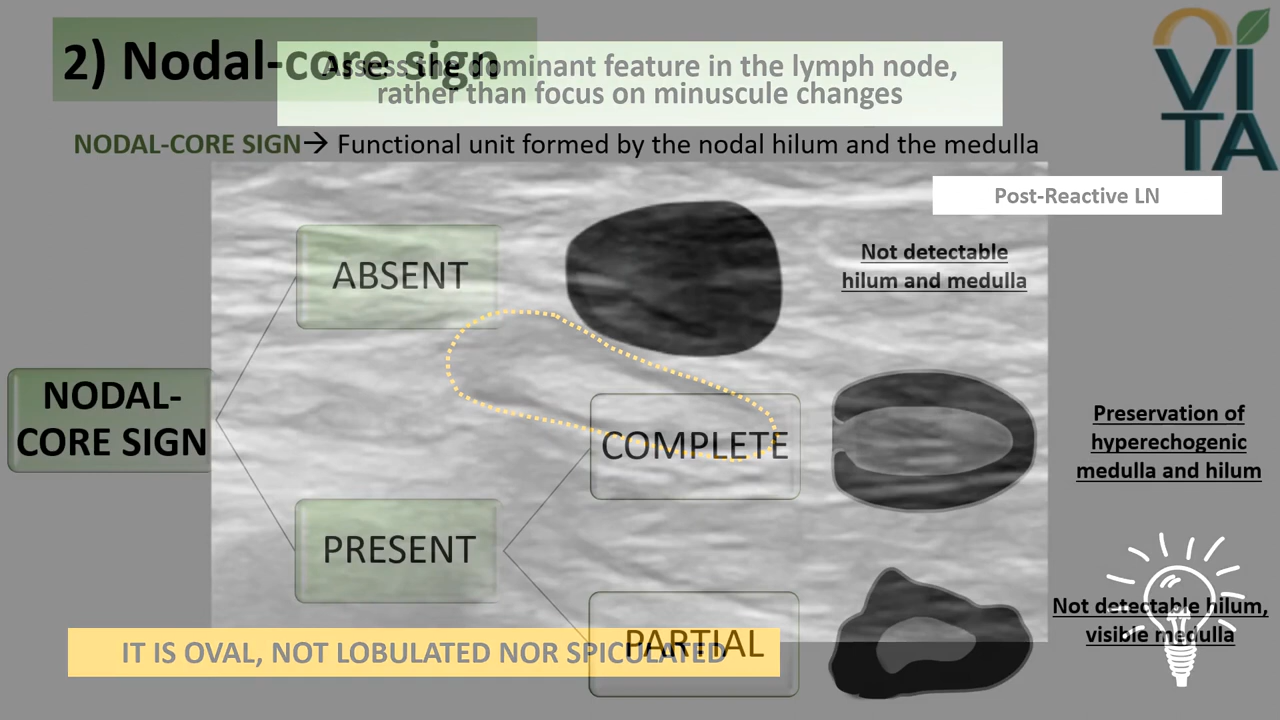 2) Nodal-core sign
Assess the dominant feature in the lymph node,
rather than focus on minuscule changes
VITA
NODAL-CORE SIGN→ Functional unit formed by the nodal hilum and the medulla
Post-Reactive LN
ABSENT
Not detectable
hilum and medulla
NODAL-
CORE SIGN
COMPLETE
Preservation of
hyperechogenic
medulla and hilum
PRESENT
PARTIAL
Not detectable hilum,
visible medulla
IT IS OVAL, NOT LOBULATED NOR SPICULATED